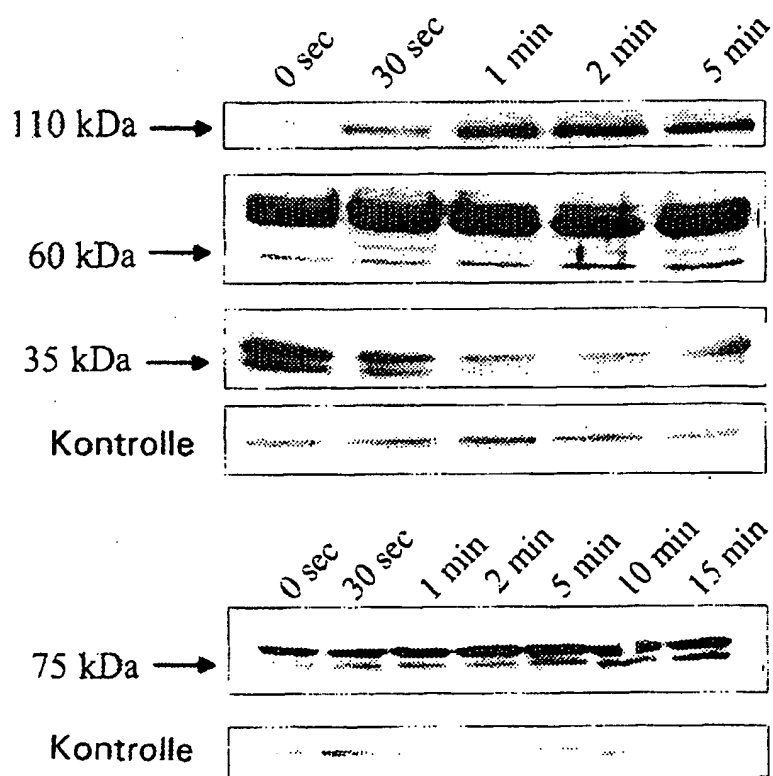 0 sec 30 sec 1 min 2 min 5 min
110 kDa
60 kDa
35 kDa
Kontrolle
0 sec 30 sec 1 min 2 min 5 min 10 min 15 min
75 kDa
Kontrolle